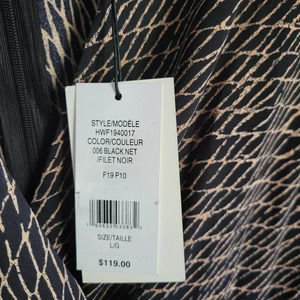 STYLE/MODÈLE
HWF1940017
COLOR/COULEUR
006 BLACK NET
/FILET NOIR
F19 P10
SIZE/TAILLE
L/G
$119.00